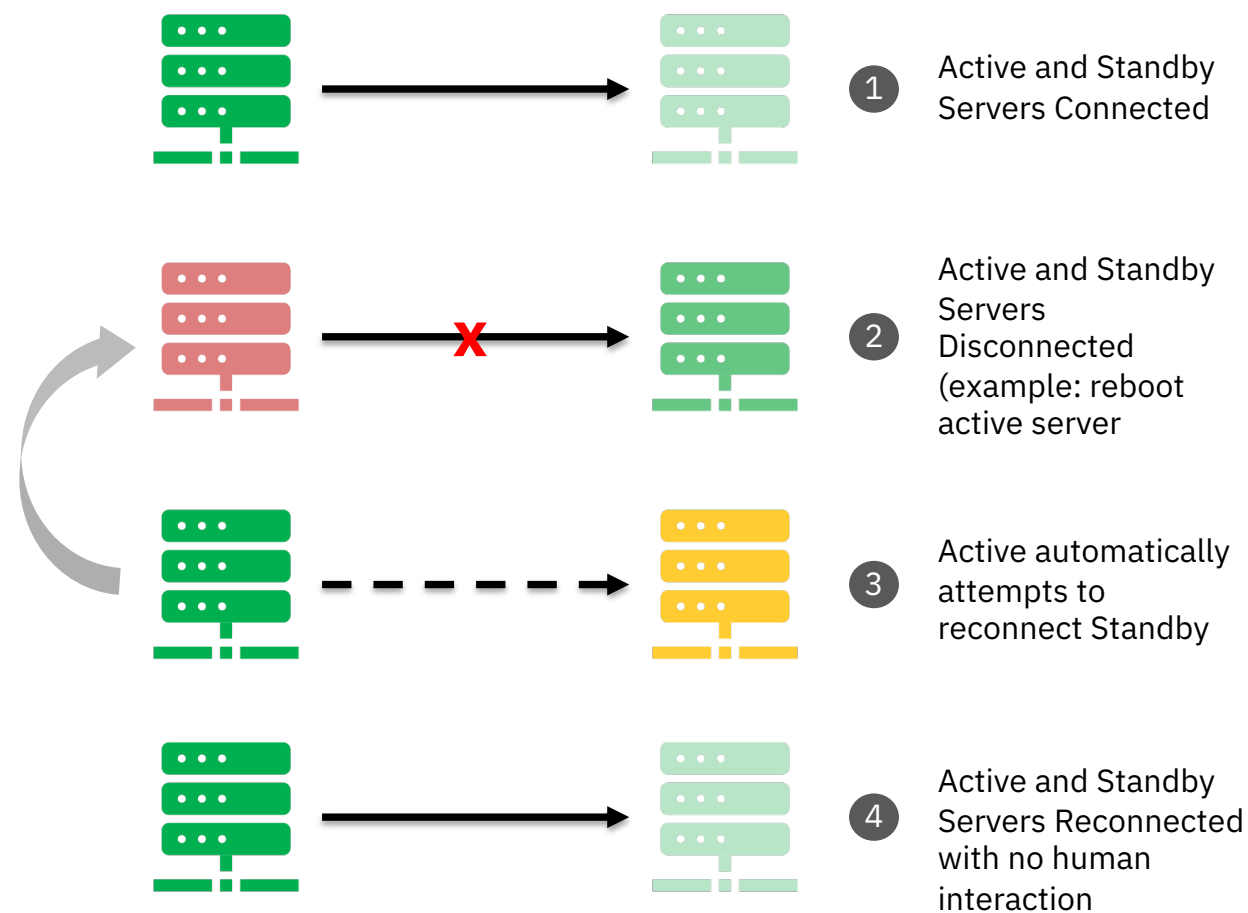 1
Active and Standby
Servers Connected
X
2
Active and Standby
Servers
Disconnected
(example: reboot
active server
3
Active automatically
attempts to
reconnect Standby
4
Active and Standby
Servers Reconnected
with no human
interaction